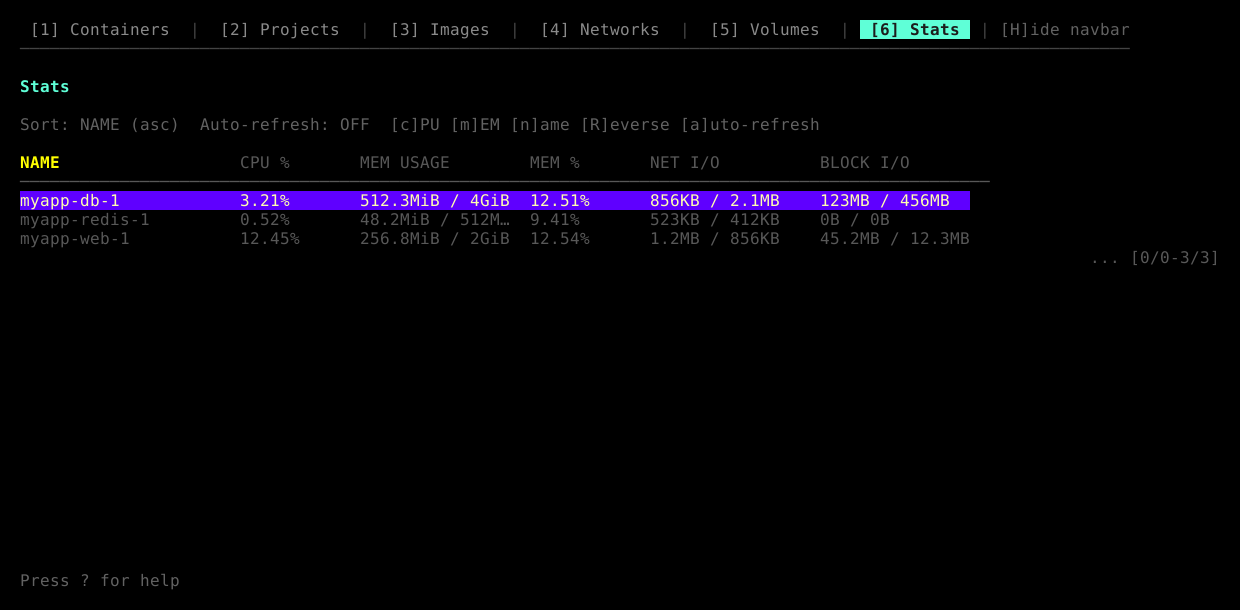 [1] Containers | [2] Projects | [3] Images | [4] Networks | [5] Volumes | [6] Stats | [H]ide navbar
Stats
Sort: NAME (asc)  Auto-refresh: OFF  [c]PU [m]EM [n]ame [R]everse [a]uto-refresh
NAME CPU % MEM USAGE MEM % NET I/O BLOCK I/O
myapp-db-1 3.21% 512.3MiB / 4GiB 12.51% 856KB / 2.1MB 123MB / 456MB
myapp-redis-1 0.52% 48.2MiB / 512M… 9.41% 523KB / 412KB 0B / 0B
myapp-web-1 12.45% 256.8MiB / 2GiB 12.54% 1.2MB / 856KB 45.2MB / 12.3MB
... [0/0-3/3]
Press ? for help